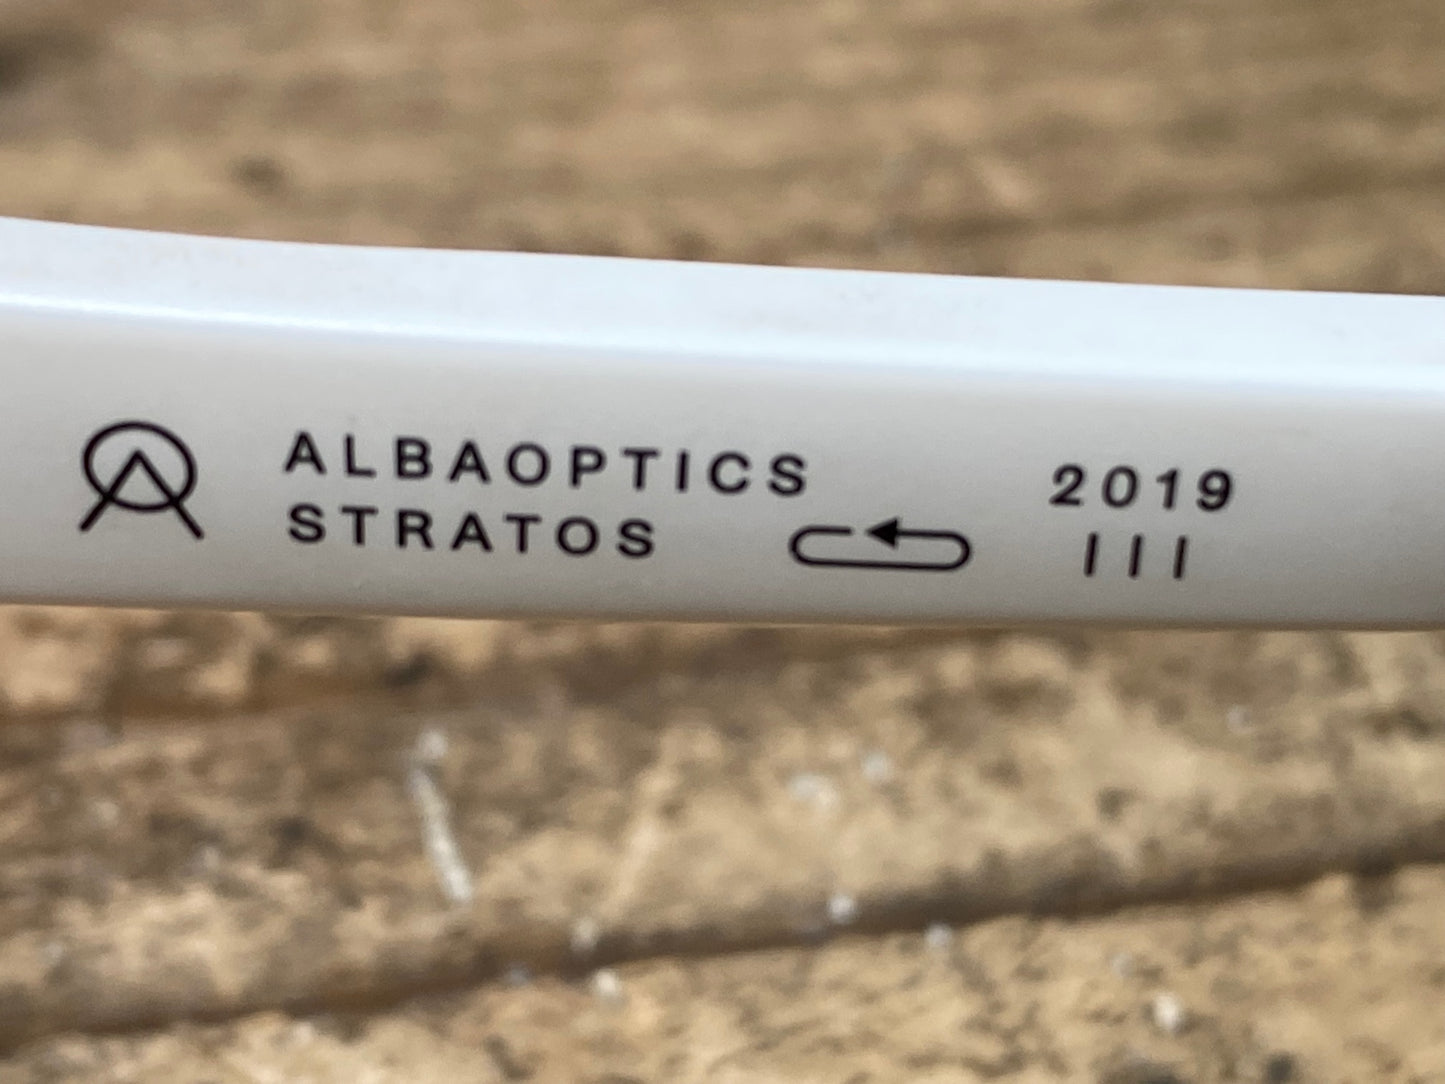 ALBAOPTICS
STRATOS
2019
III